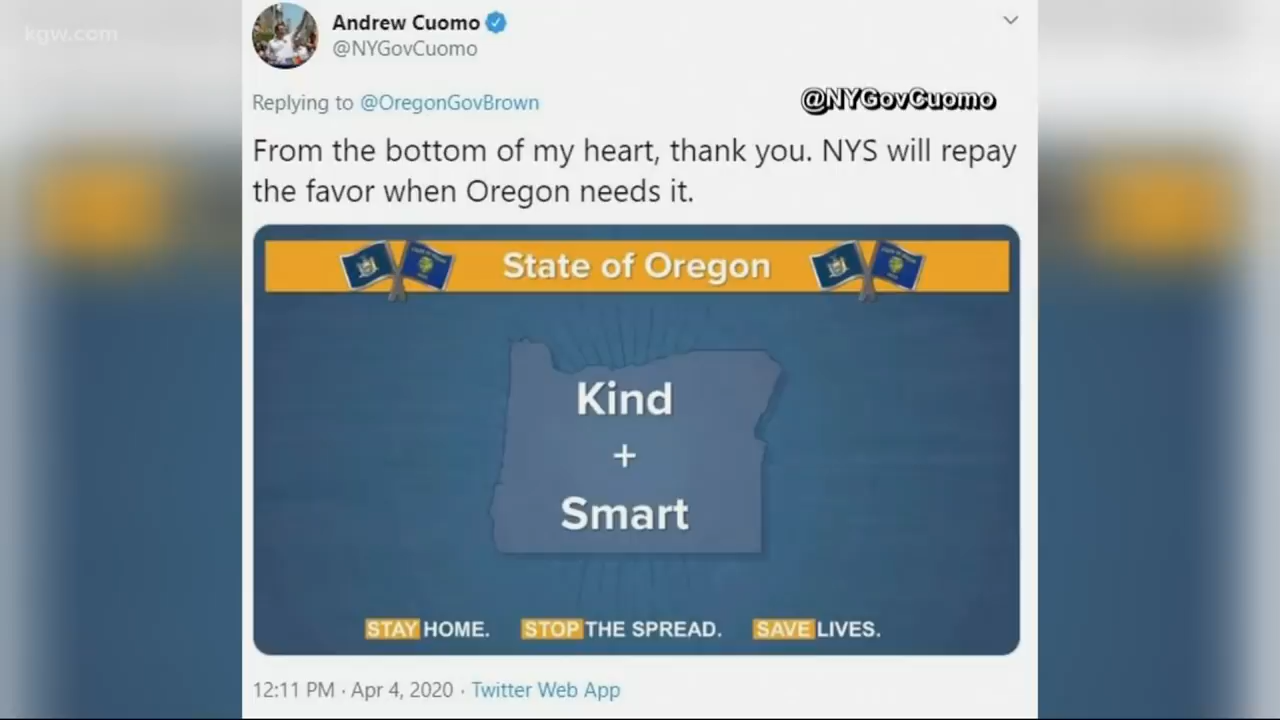 kgw.com
Andrew Cuomo
@NYGovCuomo
Replying to @OregonGovBrown
@NYGovCuomo
From the bottom of my heart, thank you. NYS will repay
the favor when Oregon needs it.
State of Oregon
Kind
+
Smart
STAY HOME. STOP THE SPREAD. SAVE LIVES.
12:11 PM · Apr 4, 2020 · Twitter Web App